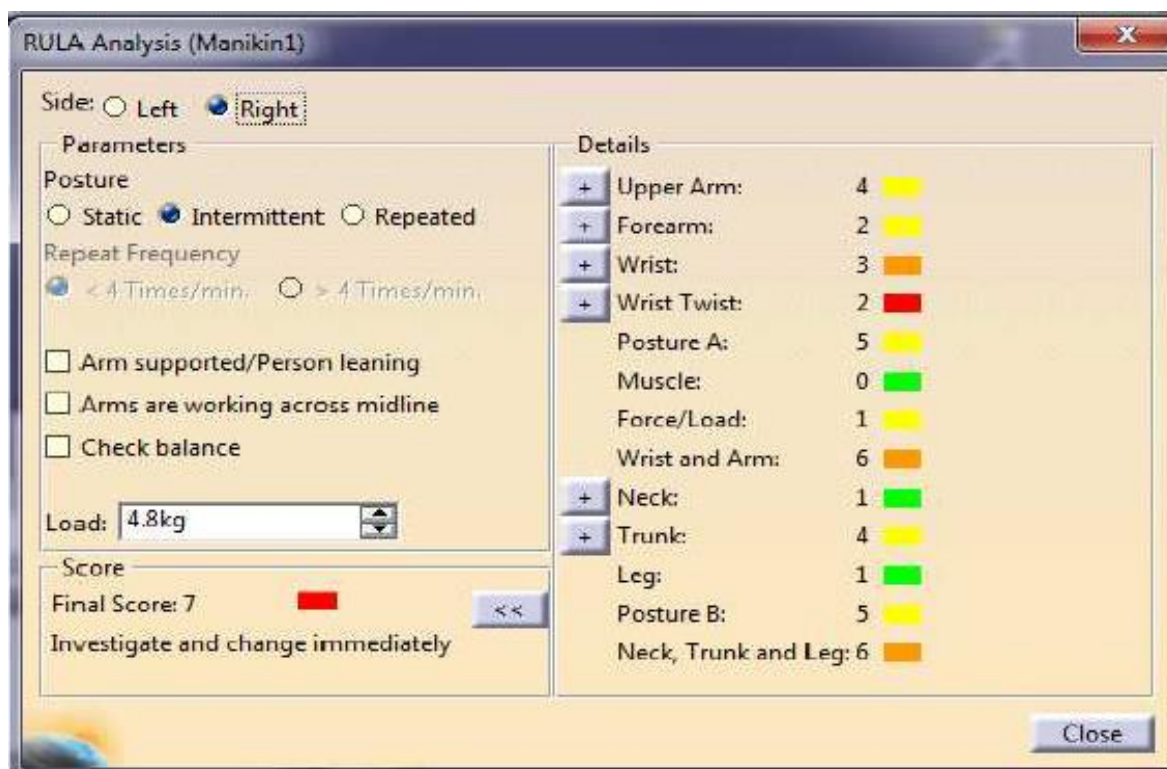 RULA Analysis (Manikin1)
Side: Left Right
Parameters
Posture
Static Intermittent Repeated
Repeat Frequency
< 4 Times/min. > 4 Times/min.
Arm supported/Person leaning
Arms are working across midline
Check balance
Load: 4.8kg
Score
Final Score: 7
<<
Investigate and change immediately
Details
+ Upper Arm: 4
+ Forearm: 2
+ Wrist: 3
+ Wrist Twist: 2
Posture A: 5
Muscle: 0
Force/Load: 1
Wrist and Arm: 6
+ Neck: 1
+ Trunk: 4
Leg: 1
Posture B: 5
Neck, Trunk and Leg: 6
Close